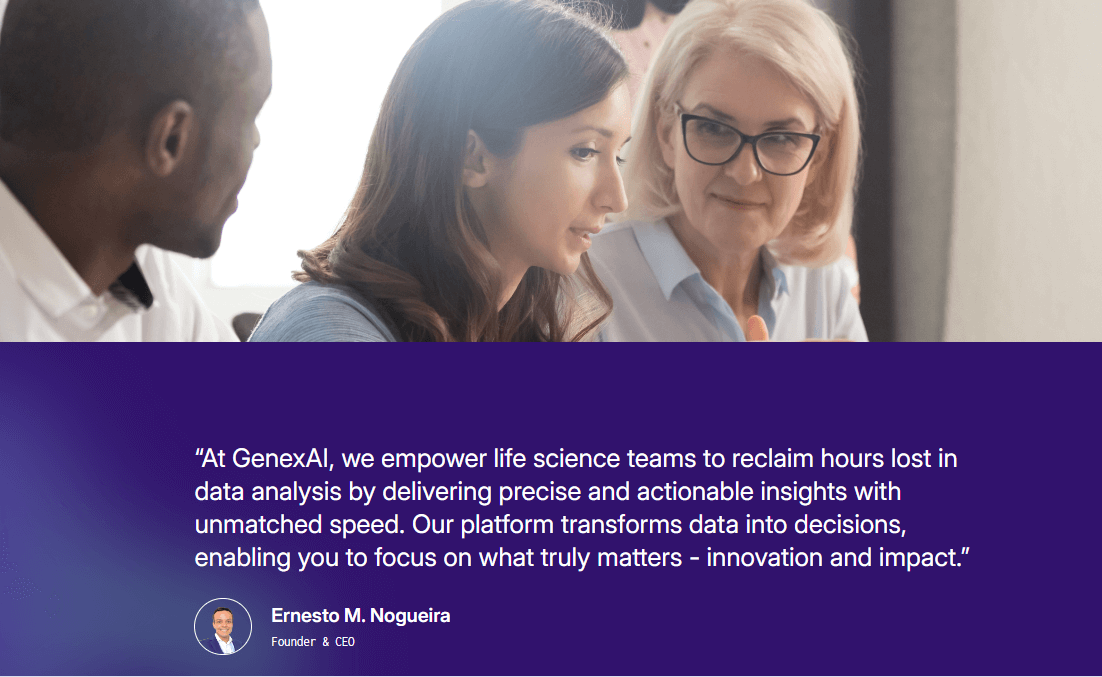 “At GenexAI, we empower life science teams to reclaim hours lost in
data analysis by delivering precise and actionable insights with
unmatched speed. Our platform transforms data into decisions,
enabling you to focus on what truly matters - innovation and impact.”
Ernesto M. Nogueira
Founder & CEO